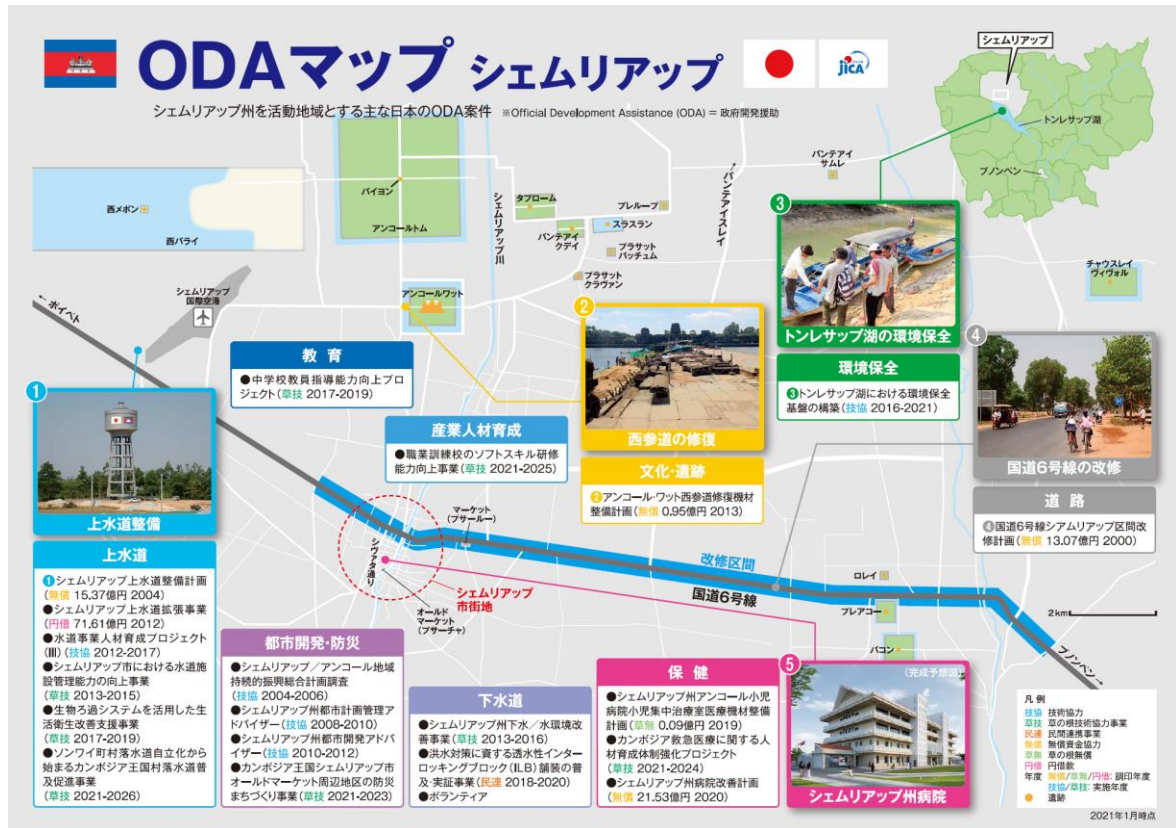 ODAマップ シェムリアップ
JICA
シェムリアップ州を活動地域とする主な日本のODA案件 ※Official Development Assistance (ODA) = 政府開発援助
シェムリアップ
トンレサップ湖
プノンペン
西メボン
西バライ
バイヨン
アンコールトム
シェムリアップ川
タプローム
バンテアイ
クデイ
プレループ
スラスラン
プラサット
バッチュム
プラサット
クラヴァン
→バンテアイスレイ
バンテアイ
サムレ
チャウスレイ
ヴィヴォル
アンコールワット
シェムリアップ
国際空港
←ポイペト
1
上水道整備
上水道
❶シェムリアップ上水道整備計画
(無償 15.37億円 2004)
●シェムリアップ上水道拡張事業
(円借 71,61億円 2012)
●水道事業人材育成プロジェクト
(Ⅲ) (技協 2012-2017)
●シェムリアップ市における水道施
設管理能力の向上事業
(草技 2013-2015)
●生物ろ過システムを活用した生
活衛生改善支援事業
(草技 2017-2019)
●ソンワイ町村落水道自立化から
始まるカンボジア王国村落水道普
及促進事業
(草技 2021-2026)
教 育
●中学校教員指導能力向上プロ
ジェクト(草技 2017-2019)
産業人材育成
●職業訓練校のソフトスキル研修
能力向上事業(草技 2021-2025)
2
西参道の修復
文化・遺跡
❷アンコール・ワット西参道修復機材
整備計画(無償 0.95億円 2013)
3
トンレサップ湖の環境保全
環境保全
❸トンレサップ湖における環境保全
基盤の構築(技協 2016-2021)
4
国道6号線の改修
道 路
❹国道6号線シアムリアップ区間改
修計画(無償 13.07億円 2000)
マーケット
(プサールー)
シヴァタ通り
シェムリアップ
市街地
オールド
マーケット
(プサーチャ)
改修区間
国道6号線
ロレイ
プレアコー
バコン
2km
プノンペン→
都市開発・防災
●シェムリアップ/アンコール地域
持続的振興総合計画調査
(技協 2004-2006)
●シェムリアップ州都市計画管理ア
ドバイザー(技協 2008-2010)
●シェムリアップ州都市開発アドバ
イザー(技協 2010-2012)
●カンボジア王国シェムリアップ市
オールドマーケット周辺地区の防災
まちづくり事業(草技 2021-2023)
下水道
●シェムリアップ州下水/水環境改
善事業(草技 2013-2016)
●洪水対策に資する透水性インター
ロッキングブロック(ILB)舗装の普
及・実証事業(民連 2018-2020)
●ボランティア
保 健
●シェムリアップ州アンコール小児
病院小児集中治療室医療機材整備
計画(草無 0.09億円 2019)
●カンボジア救急医療に関する人
材育成体制強化プロジェクト
(草技 2021-2024)
●シェムリアップ州病院改善計画
(無償 21.53億円 2020)
5
(完成予想図)
シェムリアップ州病院
凡 例
技協 技術協力
草技 草の根技術協力事業
民連 民間連携事業
無償 無償資金協力
草無 草の根無償
円借 円借款
年度 無償/草無/円借:調印年度
技協/草技:実施年度
● 遺跡
2021年1月時点